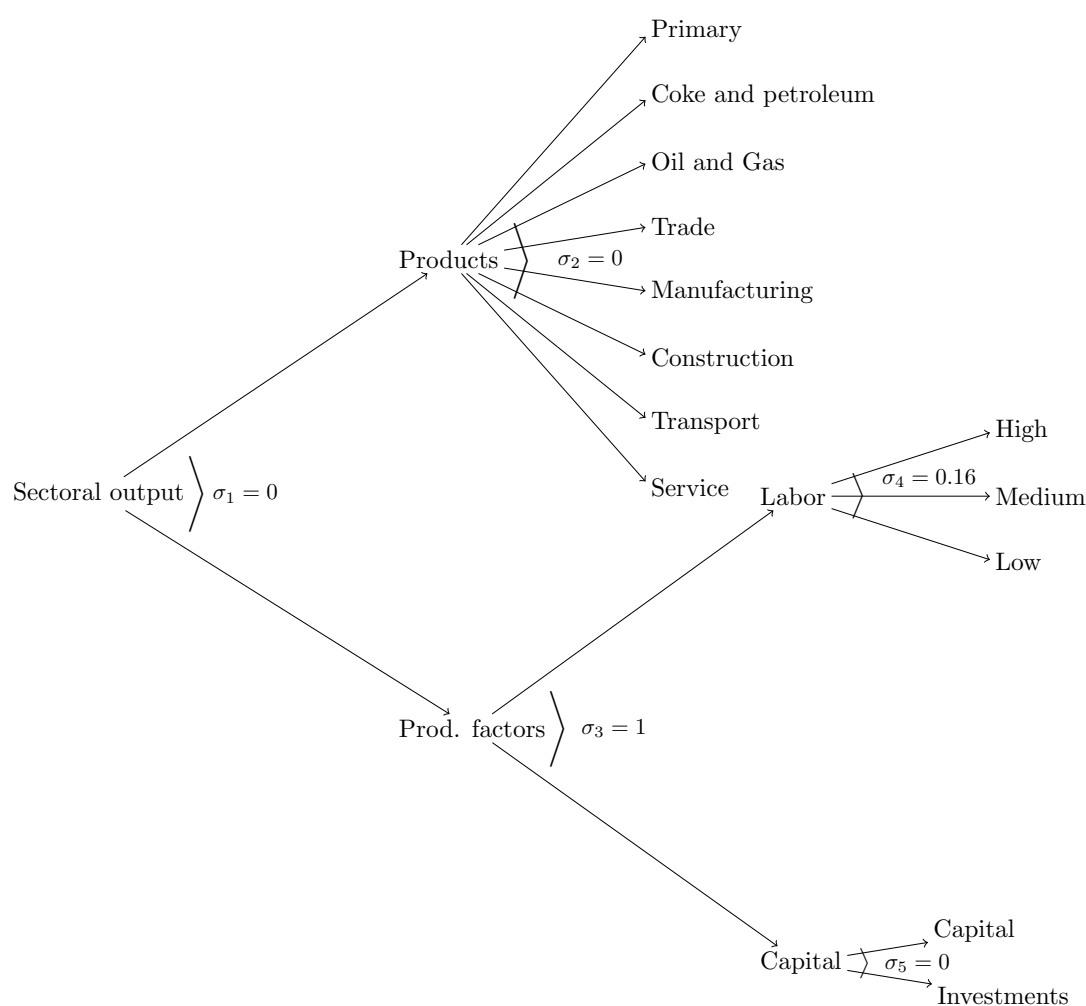 Primary
Coke and petroleum
Oil and Gas
Trade
Products
σ₂ = 0
Manufacturing
Construction
Transport
High
Service
σ₄ = 0.16
Sectoral output
σ₁ = 0
Labor
Medium
Low
Prod. factors
σ₃ = 1
Capital
Capital
σ₅ = 0
Investments